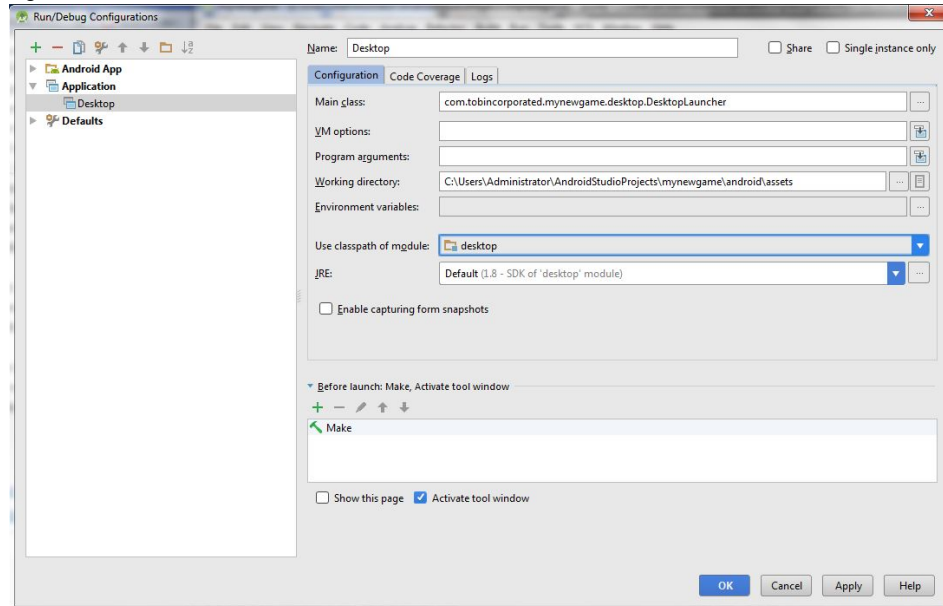 Run/Debug Configurations
Name: Desktop
Share
Single instance only
Android App
Application
Desktop
Defaults
Configuration
Code Coverage
Logs
Main class: com.tobincorporated.mynewgame.desktop.DesktopLauncher
VM options:
Program arguments:
Working directory: C:\Users\Administrator\AndroidStudioProjects\mynewgame\android\assets
Environment variables:
Use classpath of module: desktop
JRE: Default (1.8 - SDK of 'desktop' module)
Enable capturing form snapshots
Before launch: Make, Activate tool window
Make
Show this page
Activate tool window
OK
Cancel
Apply
Help